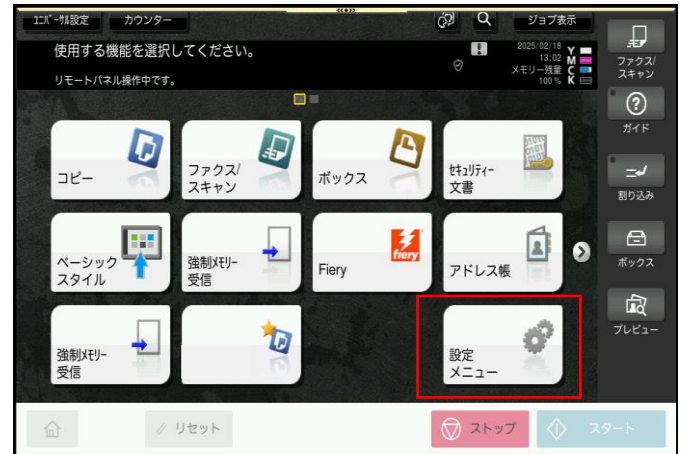 ﾕﾆﾊﾞｰｻﾙ設定
カウンター
ジョブ表示
使用する機能を選択してください。
リモートパネル操作中です。
2025/02/18
13:02
メモリー残量
100%
Y
M
C
K
ファクス/
スキャン
ガイド
割り込み
ボックス
プレビュー
コピー
ファクス/
スキャン
ボックス
ｾｷｭﾘﾃｨｰ
文書
ベーシック
スタイル
強制ﾒﾓﾘｰ
受信
Fiery
fiery
アドレス帳
強制ﾒﾓﾘｰ
受信
設定
メニュー
リセット
ストップ
スタート